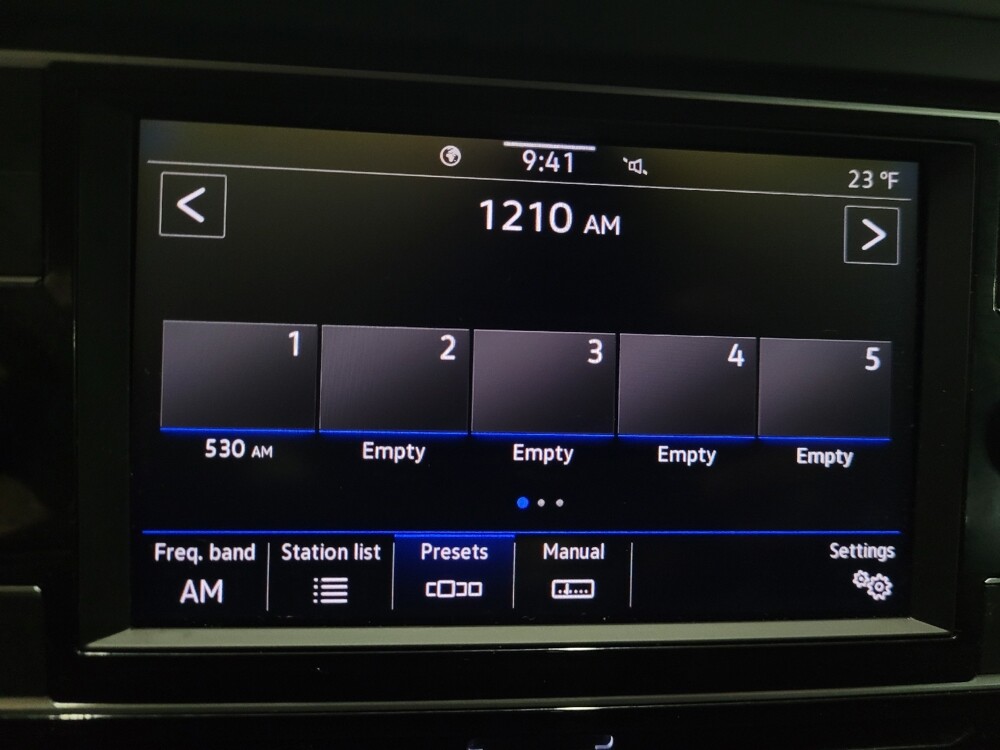 9:41
23 °F
<
1210 AM
>
1 2 3 4 5
530 AM Empty Empty Empty Empty
Freq. band Station list Presets Manual Settings
AM